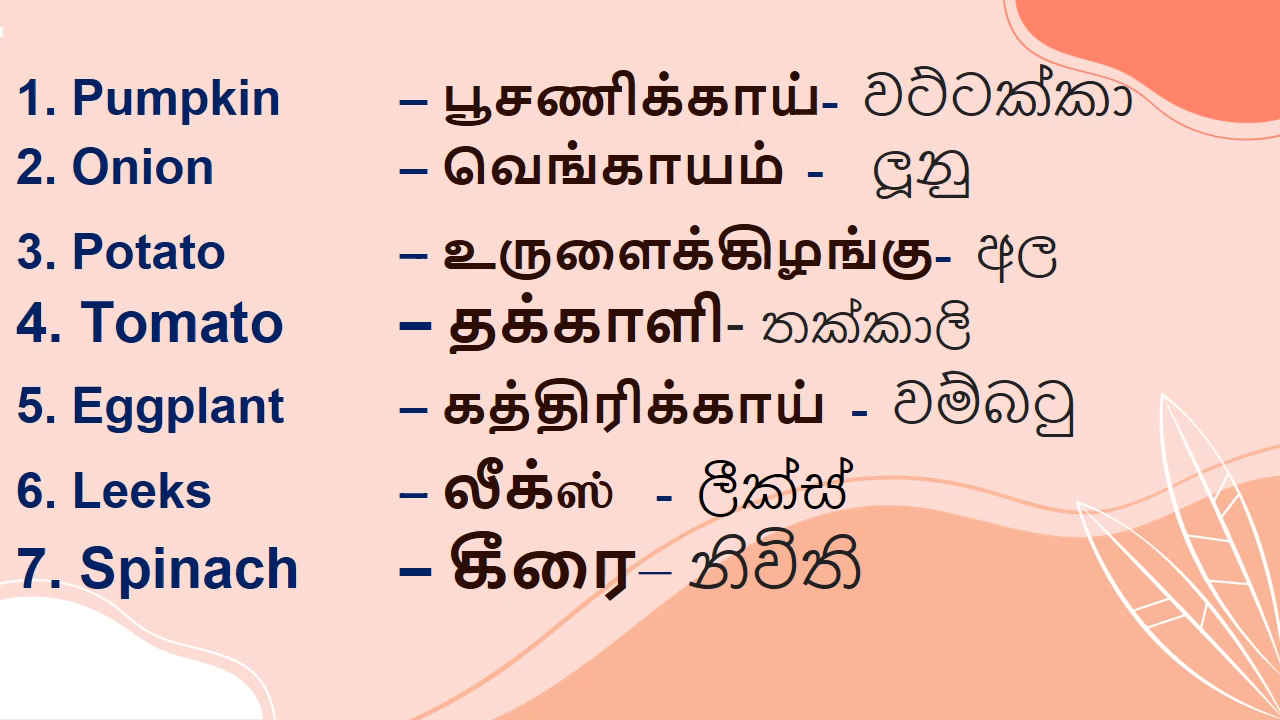 1. Pumpkin – பூசணிக்காய்- වට්ටක්කා
2. Onion – வெங்காயம் - ලූනු
3. Potato – உருளைக்கிழங்கு- අල
4. Tomato – தக்காளி- තක්කාලි
5. Eggplant – கத்திரிக்காய் - වම්බටු
6. Leeks – லீக்ஸ் - ලීක්ස්
7. Spinach – கீரை– නිවිති